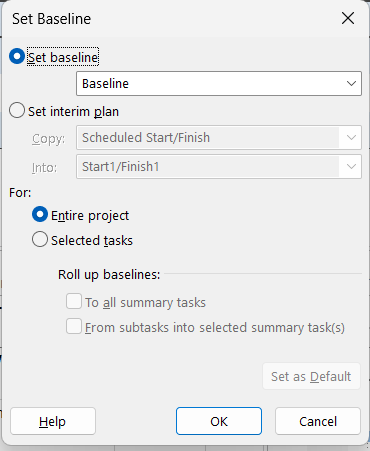 Set Baseline
Set baseline
Baseline
Set interim plan
Copy: Scheduled Start/Finish
Into: Start1/Finish1
For:
Entire project
Selected tasks
Roll up baselines:
To all summary tasks
From subtasks into selected summary task(s)
Set as Default
Help OK Cancel